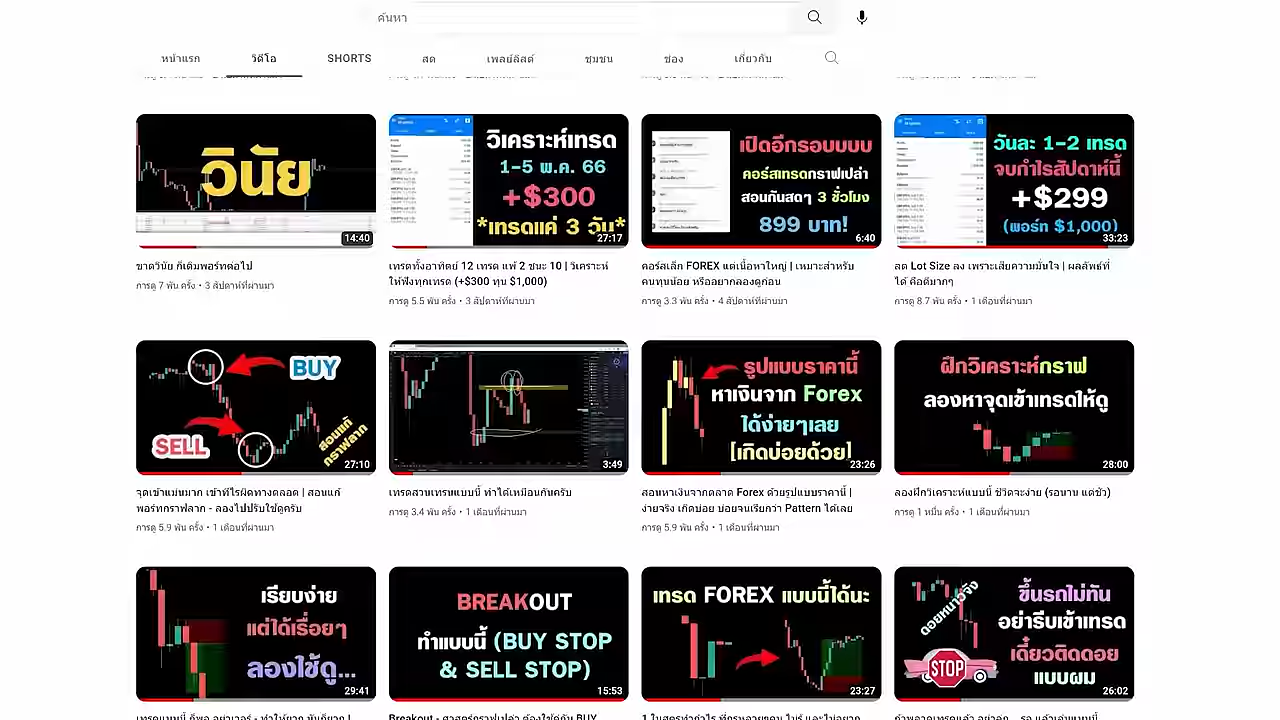 ค้นหา
หน้าแรก วิดีโอ SHORTS สด เพลย์ลิสต์ ชุมชน ช่อง เกี่ยวกับ
วินัย
14:40
ขาดวินัย ก็เติมพอร์ทต่อไป
การดู 7 พัน ครั้ง • 3 สัปดาห์ที่ผ่านมา
วิเคราะห์เทรด
1-5 พ.ค. 66
+$300
*เทรดแค่ 3 วัน*
27:17
เทรดทั้งอาทิตย์ 12 เทรด แพ้ 2 ชนะ 10 | วิเคราะห์
ให้ฟังทุกเทรด (+$300 ทุน $1,000)
การดู 5.5 พัน ครั้ง • 3 สัปดาห์ที่ผ่านมา
เปิดอีกรอบบบบ
คอร์สเทรดกราฟเปล่า
สอนกันสดๆ 3 ชั่วโมง
899 บาท!
6:40
คอร์สเล็ก FOREX แต่เนื้อหาใหญ่ | เหมาะสำหรับ
คนทุนน้อย หรืออยากลองดูก่อน
การดู 3.3 พัน ครั้ง • 4 สัปดาห์ที่ผ่านมา
วันละ 1-2 เทรด
จบกำไรสัปดาห์นี้
+$299
(พอร์ท $1,000)
33:23
ลด Lot Size ลง เพราะเสียความมั่นใจ | ผลลัพธ์ที่
ได้ คือดีมากๆ
การดู 8.7 พัน ครั้ง • 1 เดือนที่ผ่านมา
BUY
SELL
สอนแก้
กราฟลาก
27:10
จุดเข้าแม่นมาก เข้าทีไรผิดทางตลอด | สอนแก้
พอร์ทกราฟลาก - ลองไปปรับใช้ดูครับ
การดู 5.9 พัน ครั้ง • 1 เดือนที่ผ่านมา
3:49
เทรดสวนเทรนแบบนี้ ทำได้เหมือนกันครับ
การดู 3.4 พัน ครั้ง • 1 เดือนที่ผ่านมา
รูปแบบราคานี้
หาเงินจาก Forex
ได้ง่ายๆเลย
[เกิดบ่อยด้วย]
23:26
สอนหาเงินจากตลาด Forex ด้วยรูปแบบราคานี้ |
ง่ายจริง เกิดบ่อย บ่อยจนเรียกว่า Pattern ได้เลย
การดู 5.9 พัน ครั้ง • 1 เดือนที่ผ่านมา
ฝึกวิเคราะห์กราฟ
ลองหาจุดเข้าเทรดให้ดู
28:00
ลองฝึกวิเคราะห์แบบนี้ ชีวิตจะง่าย (รอนาน แต่ชัว)
การดู 1 หมื่น ครั้ง • 1 เดือนที่ผ่านมา
เรียบง่าย
แต่ได้เรื่อยๆ
ลองใช้ดู...
29:41
BREAKOUT
ทำแบบนี้ (BUY STOP
& SELL STOP)
15:53
Breakout - ศาสตร์กราฟเปล่า ต้องใช้คู่กับ BUY
เทรด FOREX แบบนี้ได้นะ
23:27
ดอยหนาวจัง
ขึ้นรถไม่ทัน
อย่ารีบเข้าเทรด
เดี๋ยวติดดอย
แบบผม
STOP
26:02